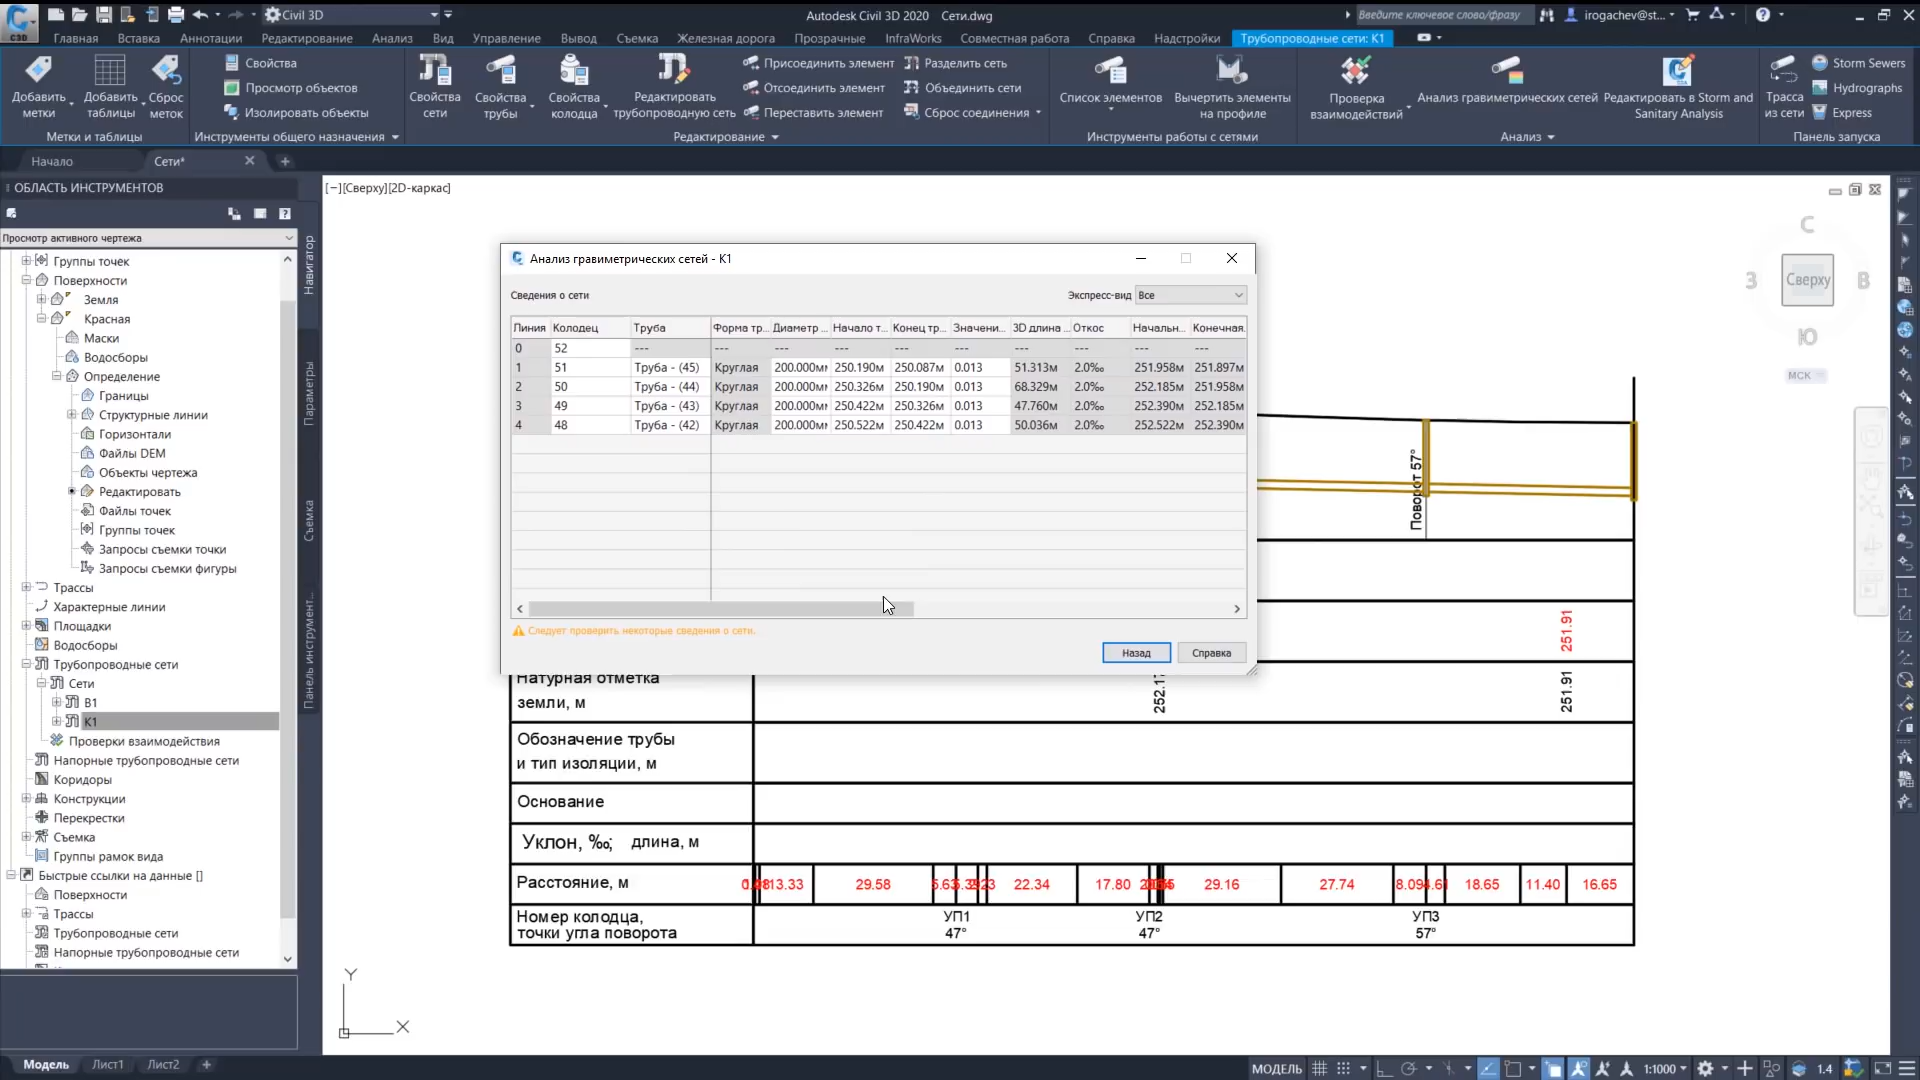 Civil 3D
Autodesk Civil 3D 2020 Сети.dwg
Введите ключевое слово/фразу
irogachev@st...
C3D
Главная Вставка Аннотации Редактирование Анализ Вид Управление Вывод Съемка Железная дорога Прозрачные InfraWorks Совместная работа Справка Надстройки Трубопроводные сети: К1
Добавить метки
Добавить таблицы
Сброс меток
Метки и таблицы
Свойства
Просмотр объектов
Изолировать объекты
Инструменты общего назначения
Свойства сети
Свойства трубы
Свойства колодца
Редактировать трубопроводную сеть
Присоединить элемент
Отсоединить элемент
Переставить элемент
Разделить сеть
Объединить сети
Сброс соединения
Редактирование
Список элементов
Вычертить элементы на профиле
Инструменты работы с сетями
Проверка взаимодействий
Анализ гравиметрических сетей
Редактировать в Storm and Sanitary Analysis
Анализ
Трасса из сети
Storm Sewers
Hydrographs
Express
Панель запуска
Начало
Сети*
ОБЛАСТЬ ИНСТРУМЕНТОВ
Просмотр активного чертежа
Группы точек
Поверхности
Земля
Красная
Маски
Водосборы
Определение
Границы
Структурные линии
Горизонтали
Файлы DEM
Объекты чертежа
Редактировать
Файлы точек
Группы точек
Запросы съемки точки
Запросы съемки фигуры
Трассы
Характерные линии
Площадки
Водосборы
Трубопроводные сети
Сети
В1
К1
Проверки взаимодействия
Напорные трубопроводные сети
Коридоры
Конструкции
Перекрестки
Съемка
Группы рамок вида
Быстрые ссылки на данные []
Поверхности
Трассы
Трубопроводные сети
Напорные трубопроводные сети
Навигатор
Параметры
Съемка
Панель инструмент...
[−][Сверху][2D-каркас]
С
З
Сверху
В
Ю
МСК
Анализ гравиметрических сетей - К1
Сведения о сети
Экспресс-вид Все
Линия Колодец Труба Форма тр... Диаметр ... Начало т... Конец тр... Значени... 3D длина ... Откос Начальн... Конечная.
0 52 --- --- --- --- --- --- --- --- --- ---
1 51 Труба - (45) Круглая 200.000мм 250.190м 250.087м 0.013 51.313м 2.0‰ 251.958м 251.897м
2 50 Труба - (44) Круглая 200.000мм 250.326м 250.190м 0.013 68.329м 2.0‰ 252.185м 251.958м
3 49 Труба - (43) Круглая 200.000мм 250.422м 250.326м 0.013 47.760м 2.0‰ 252.390м 252.185м
4 48 Труба - (42) Круглая 200.000мм 250.522м 250.422м 0.013 50.036м 2.0‰ 252.522м 252.390м
Следует проверить некоторые сведения о сети.
Назад
Справка
Поворот 57°
251.91
Натурная отметка
земли, м
252.17
251.91
Обозначение трубы
и тип изоляции, м
Основание
Уклон, ‰; длина, м
Расстояние, м
13.33 29.58 22.34 17.80 29.16 27.74 8.09 18.65 11.40 16.65
Номер колодца,
точки угла поворота
УП1
47°
УП2
47°
УП3
57°
Y
X
Модель Лист1 Лист2
МОДЕЛЬ
1:1000
1.4